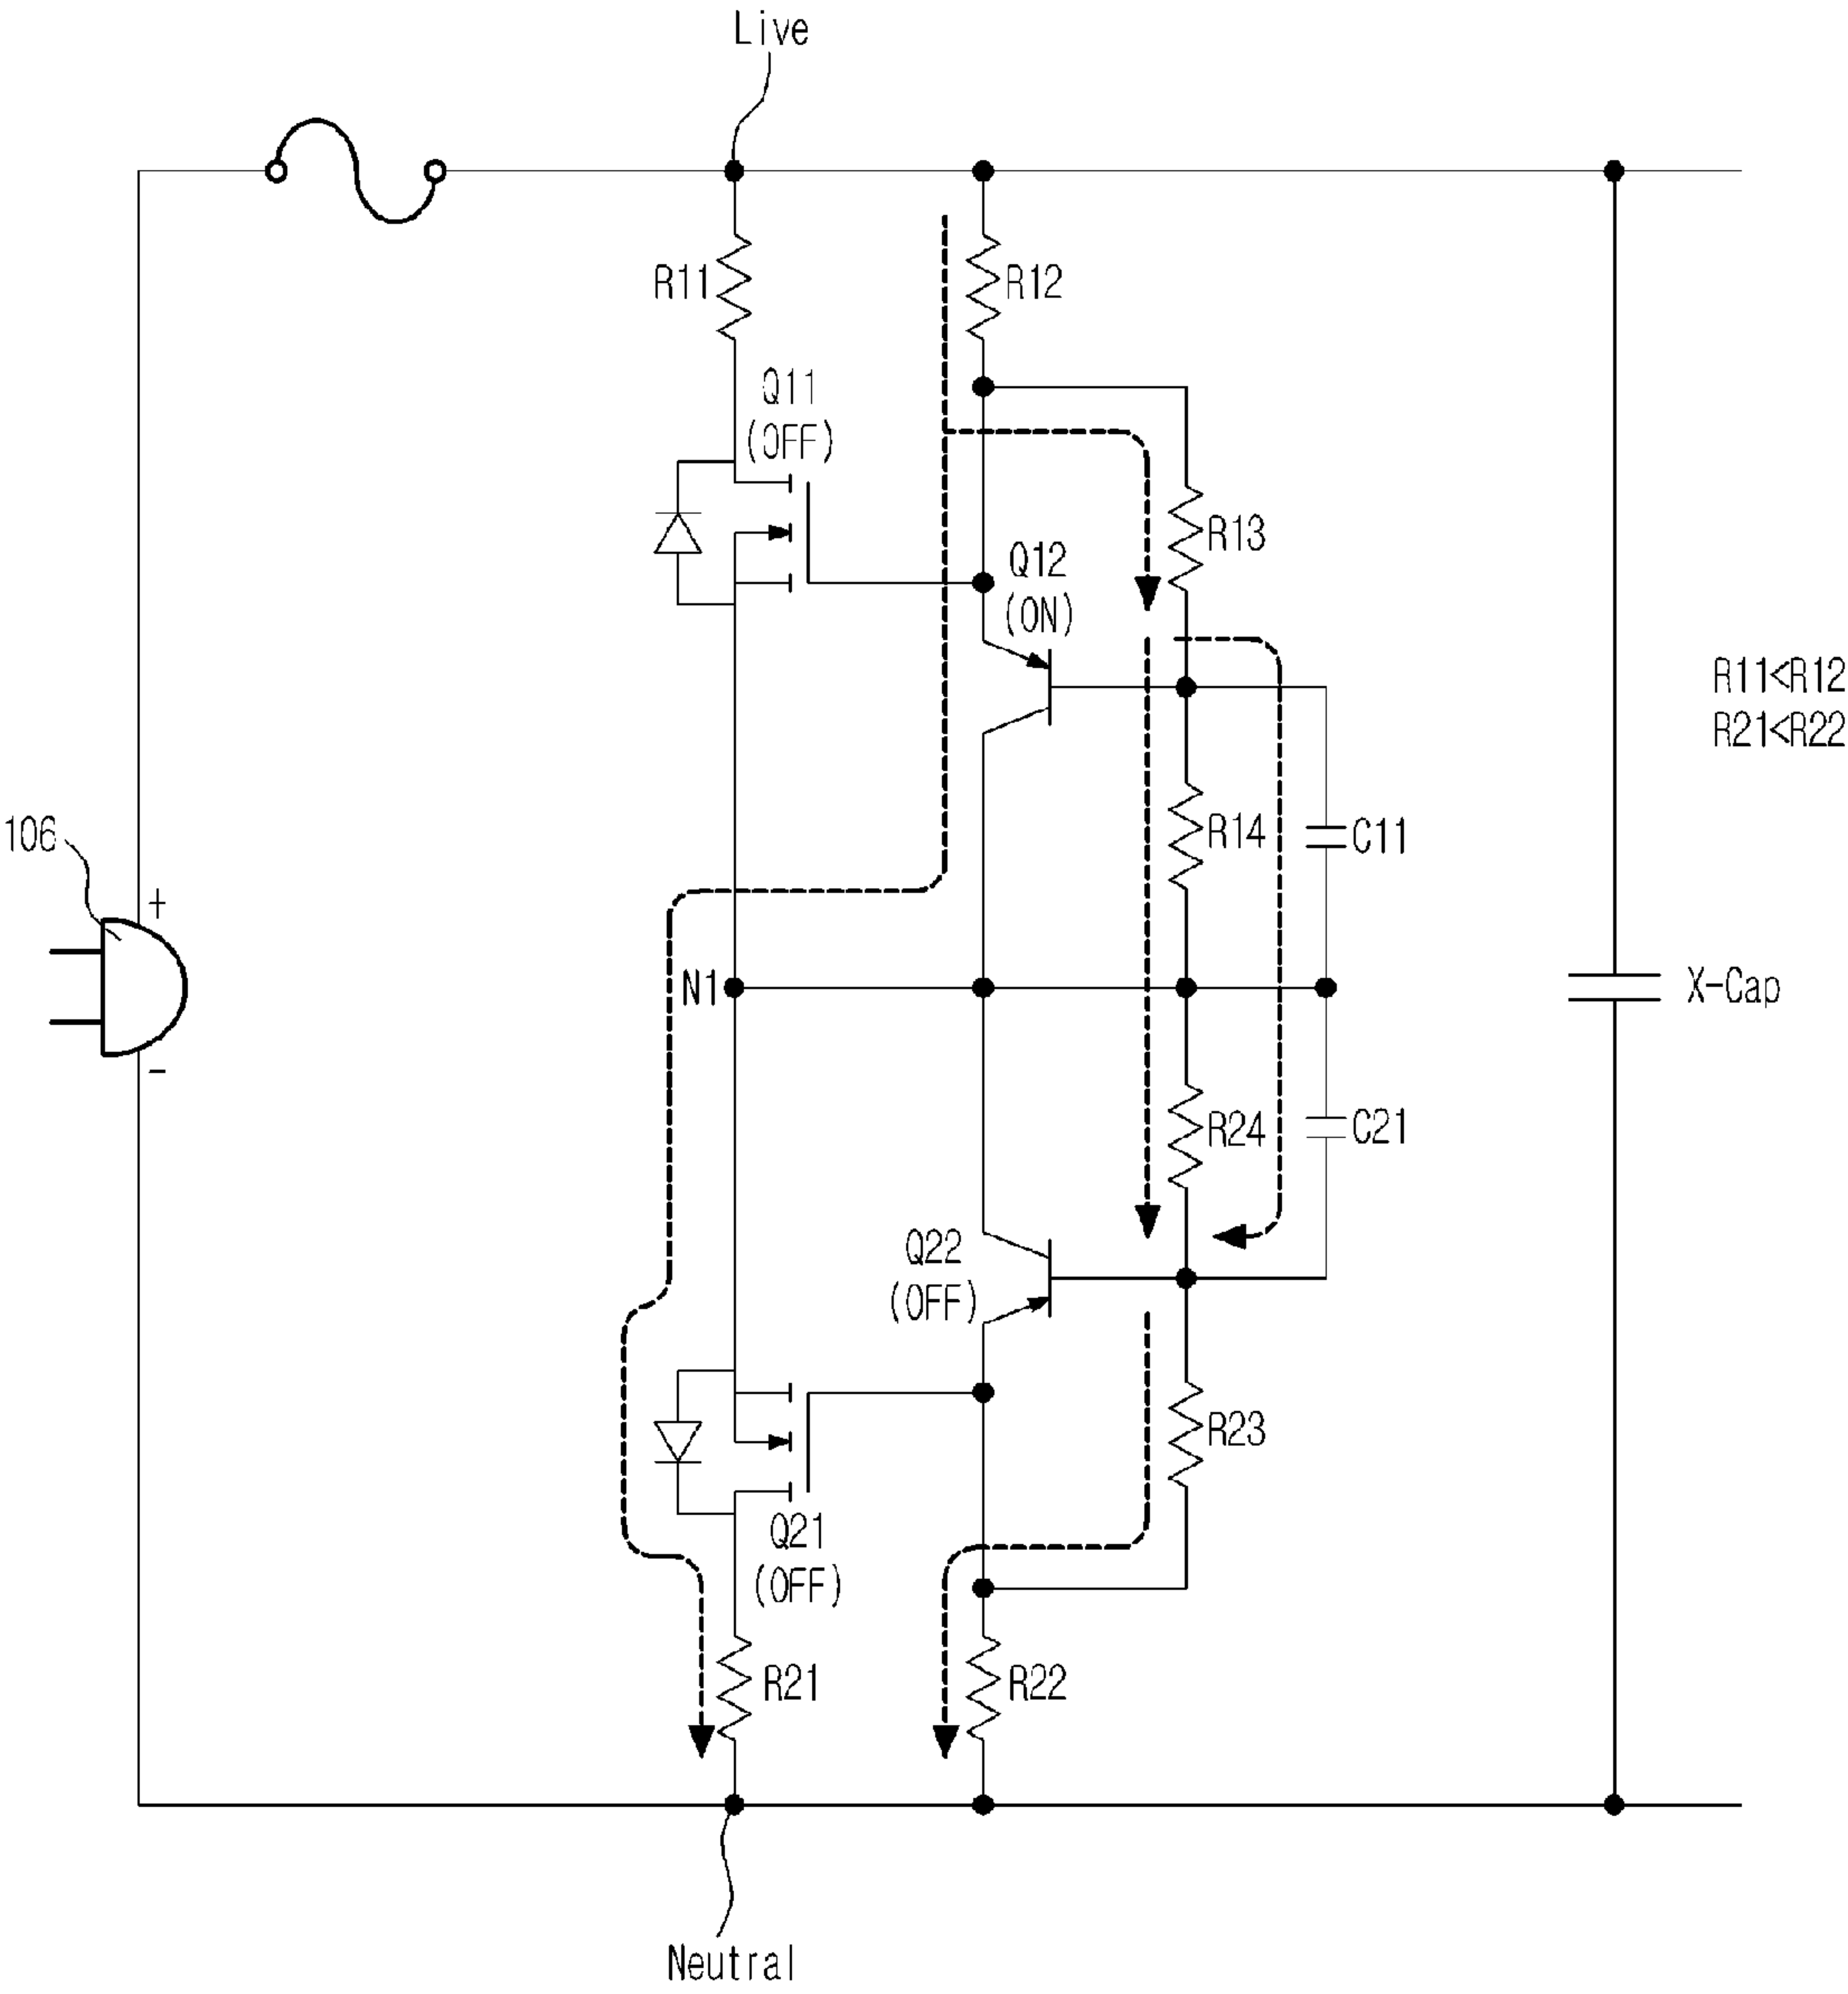 Live
R11
R12
Q11
(OFF)
R13
Q12
(ON)
R11<R12
R21<R22
106
+
R14
C11
N1
X-Cap
-
R24
C21
Q22
(OFF)
R23
Q21
(OFF)
R21
R22
Neutral